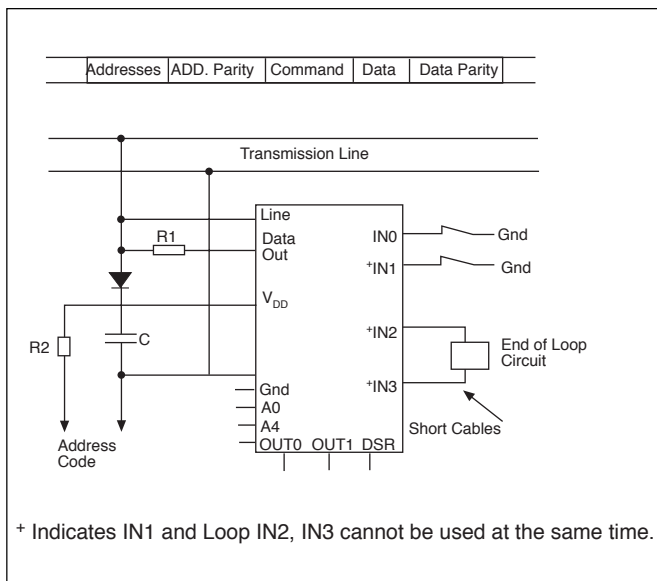 Addresses ADD. Parity Command Data Data Parity
Transmission Line
Line
Data
Out
R1
VDD
R2
C
Address
Code
Gnd
A0
A4
OUT0 OUT1 DSR
IN0 Gnd
+IN1 Gnd
+IN2
+IN3
End of Loop
Circuit
Short Cables
+ Indicates IN1 and Loop IN2, IN3 cannot be used at the same time.